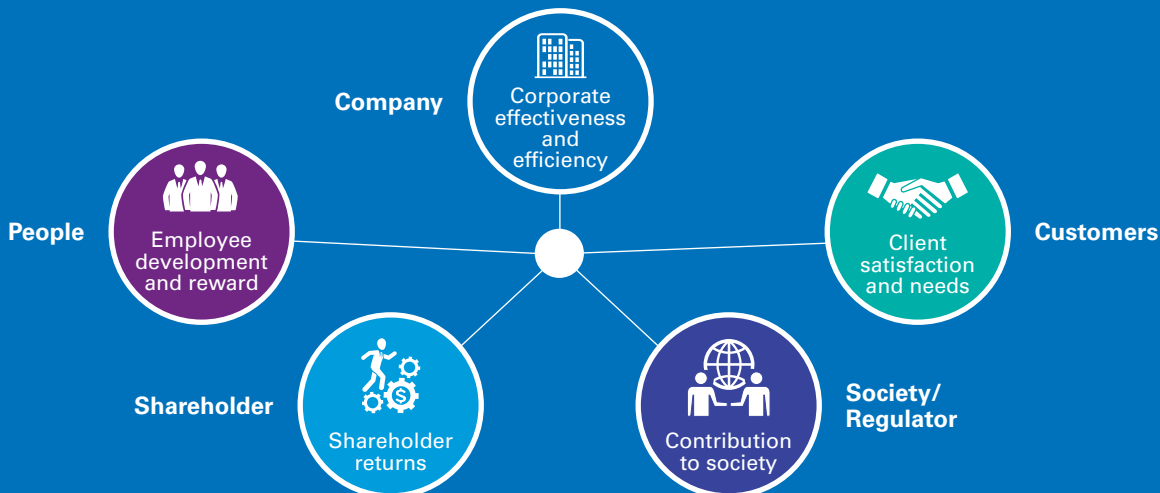 Company
Corporate
effectiveness
and
efficiency
People
Employee
development
and reward
Client
satisfaction
and needs
Customers
Shareholder
$
Shareholder
returns
Contribution
to society
Society/
Regulator